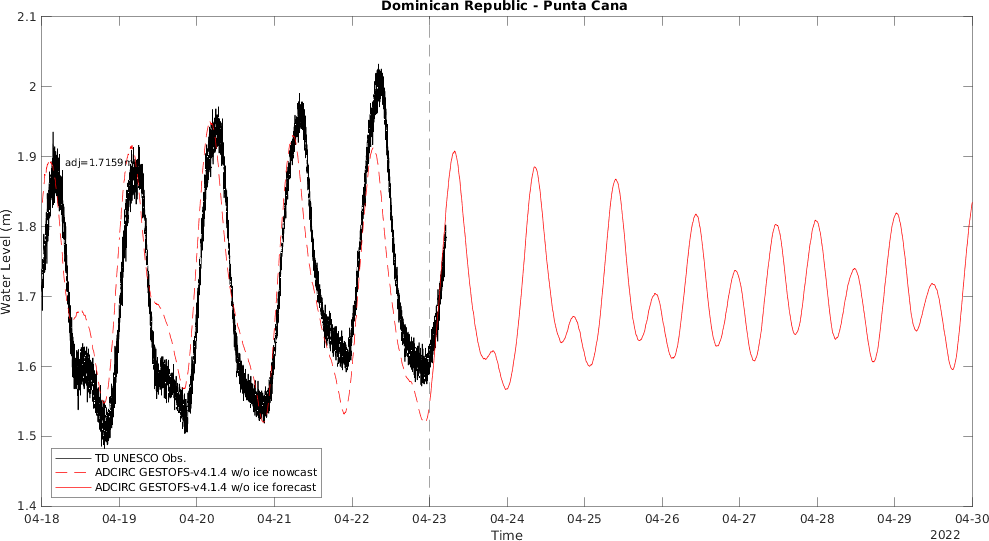 Dominican Republic - Punta Cana
2.1
2
1.9
1.8
1.7
1.6
1.5
1.4
Water Level (m)
adj=1.7159m
TD UNESCO Obs.
ADCIRC GESTOFS-v4.1.4 w/o ice nowcast
ADCIRC GESTOFS-v4.1.4 w/o ice forecast
04-18 04-19 04-20 04-21 04-22 04-23 04-24 04-25 04-26 04-27 04-28 04-29 04-30
Time
2022